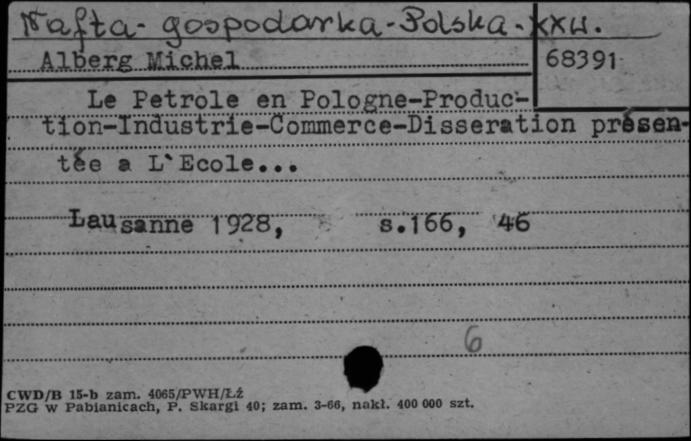 Nafta - gospodarka - Polska - XXw.
Alberg Michel
68391
Le Petrole en Pologne-Produc-
tion-Industrie-Commerce-Disseration présen-
tée a L`Ecole...
Lausanne 1928, s.166, 46
6
CWD/B 15-b zam. 4065/PWH/Łź
PZG w Pabianicach, P. Skargi 40; zam. 3-66, nakł. 400 000 szt.